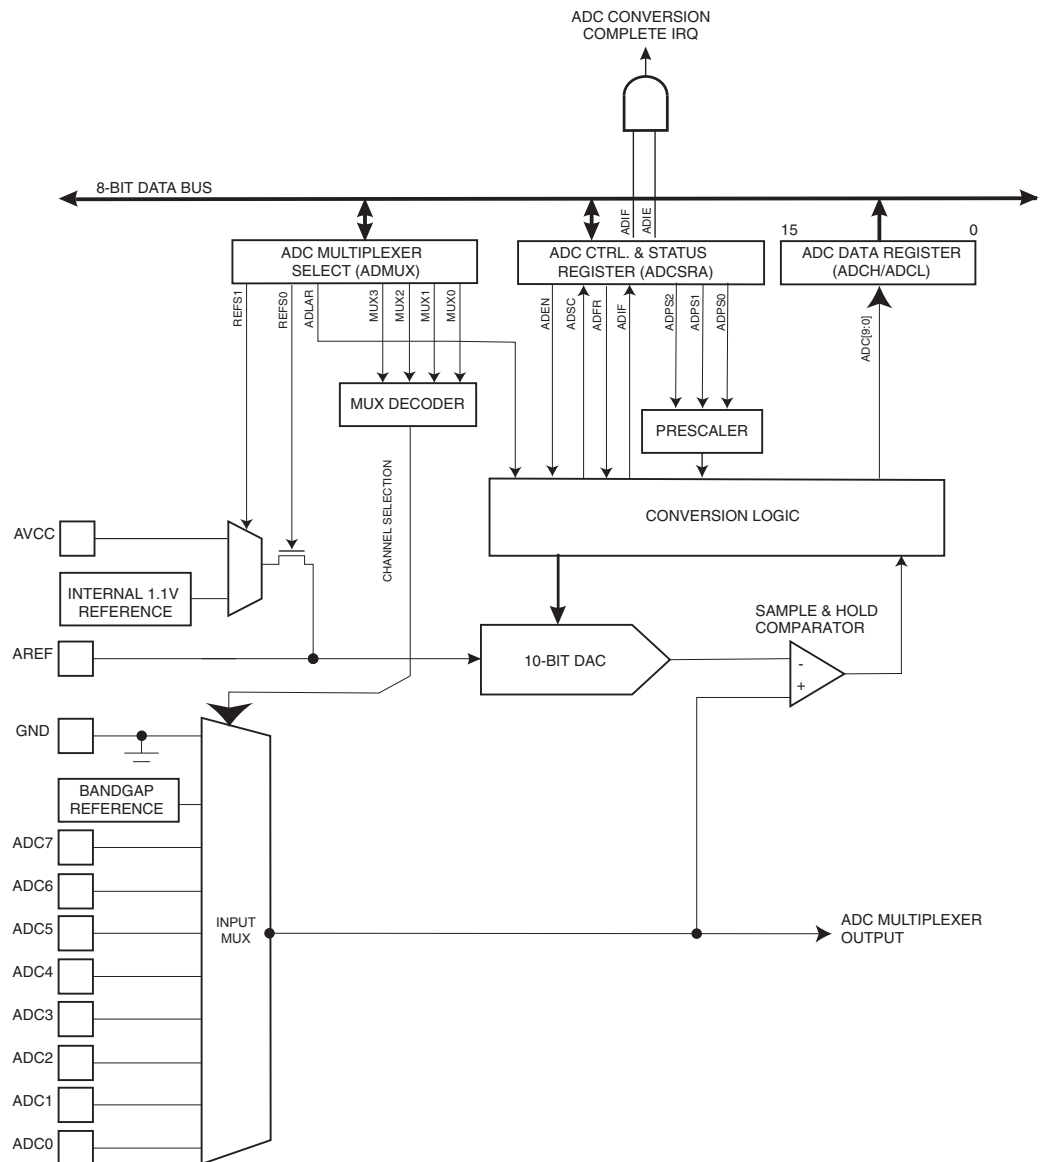 ADC CONVERSION
COMPLETE IRQ
8-BIT DATA BUS
ADIF
ADIE
15
0
ADC MULTIPLEXER
SELECT (ADMUX)
ADC CTRL. & STATUS
REGISTER (ADCSRA)
ADC DATA REGISTER
(ADCH/ADCL)
REFS1
REFS0
ADLAR
MUX3
MUX2
MUX1
MUX0
ADEN
ADSC
ADFR
ADIF
ADPS2
ADPS1
ADPS0
ADC[9:0]
MUX DECODER
PRESCALER
CHANNEL SELECTION
CONVERSION LOGIC
AVCC
INTERNAL 1.1V
REFERENCE
SAMPLE & HOLD
COMPARATOR
AREF
10-BIT DAC
-
+
GND
BANDGAP
REFERENCE
ADC7
ADC6
ADC5
INPUT
MUX
ADC MULTIPLEXER
OUTPUT
ADC4
ADC3
ADC2
ADC1
ADC0